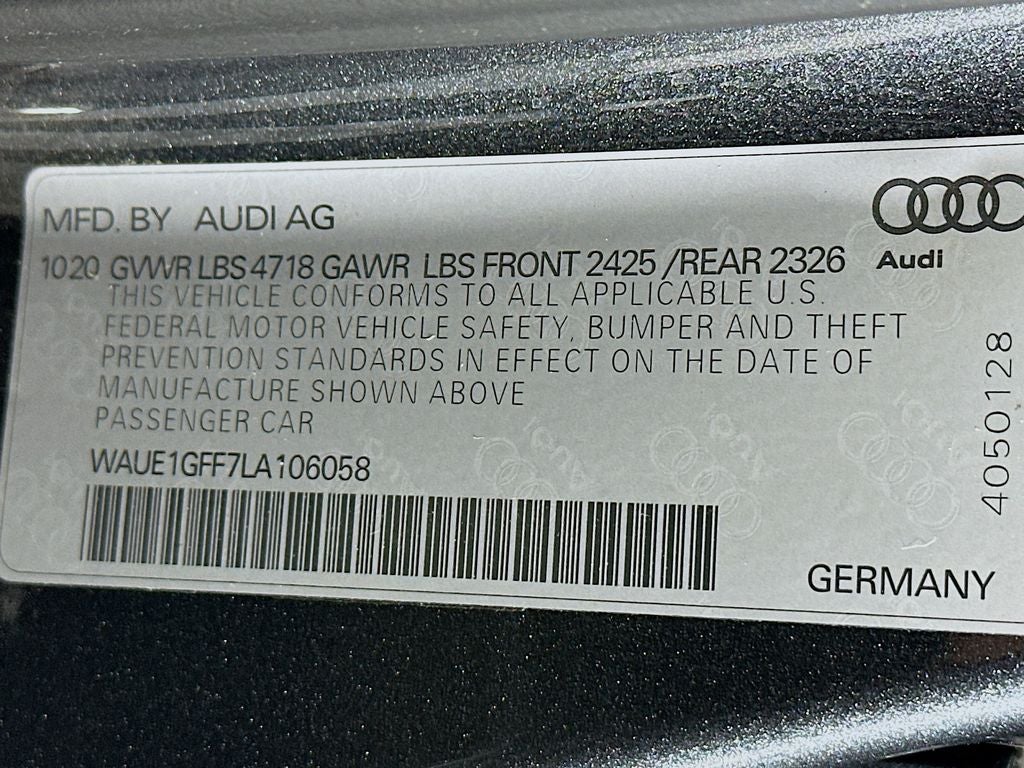 MFD. BY AUDI AG
1020 GVWR LBS 4718 GAWR LBS FRONT 2425 /REAR 2326
Audi
THIS VEHICLE CONFORMS TO ALL APPLICABLE U.S.
FEDERAL MOTOR VEHICLE SAFETY, BUMPER AND THEFT
PREVENTION STANDARDS IN EFFECT ON THE DATE OF
MANUFACTURE SHOWN ABOVE
PASSENGER CAR
WAUE1GFF7LA106058
4050128
GERMANY